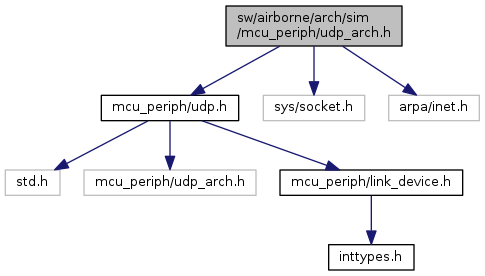 sw/airborne/arch/sim
/mcu_periph/udp_arch.h
mcu_periph/udp.h
sys/socket.h
arpa/inet.h
std.h
mcu_periph/udp_arch.h
mcu_periph/link_device.h
inttypes.h